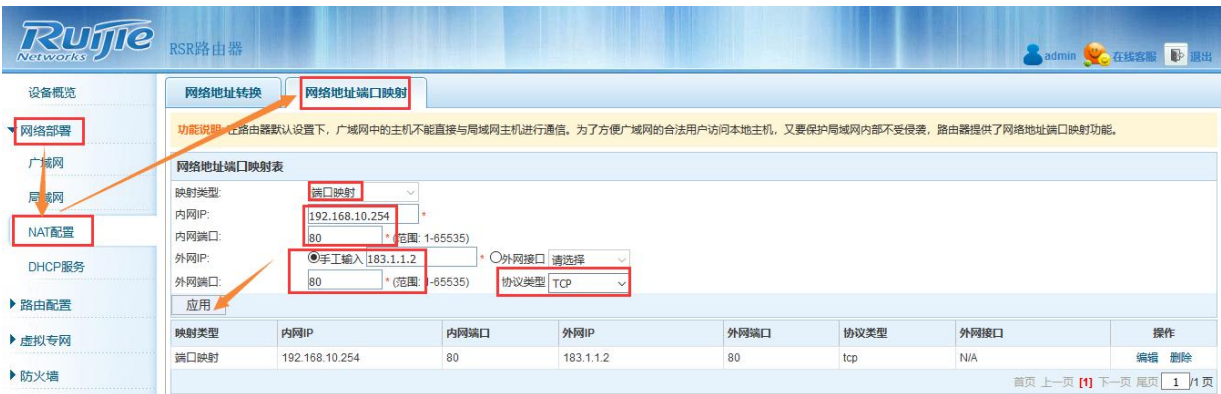 Ruijie
Networks
RSR路由器
admin 在线客服 退出
设备概览
网络部署
广域网
局域网
NAT配置
DHCP服务
路由配置
虚拟专网
防火墙
网络地址转换 网络地址端口映射
功能说明: 在路由器默认设置下，广域网中的主机不能直接与局域网主机进行通信。为了方便广域网的合法用户访问本地主机，又要保护局域网内部不受侵袭，路由器提供了网络地址端口映射功能。
网络地址端口映射表
映射类型: 端口映射
内网IP: 192.168.10.254 *
内网端口: 80 * (范围: 1-65535)
外网IP: 手工输入 183.1.1.2 * 外网接口 请选择
外网端口: 80 * (范围: 1-65535) 协议类型 TCP
应用
映射类型 内网IP 内网端口 外网IP 外网端口 协议类型 外网接口 操作
端口映射 192.168.10.254 80 183.1.1.2 80 tcp N/A 编辑 删除
首页 上一页 [1] 下一页 尾页 1 /1 页